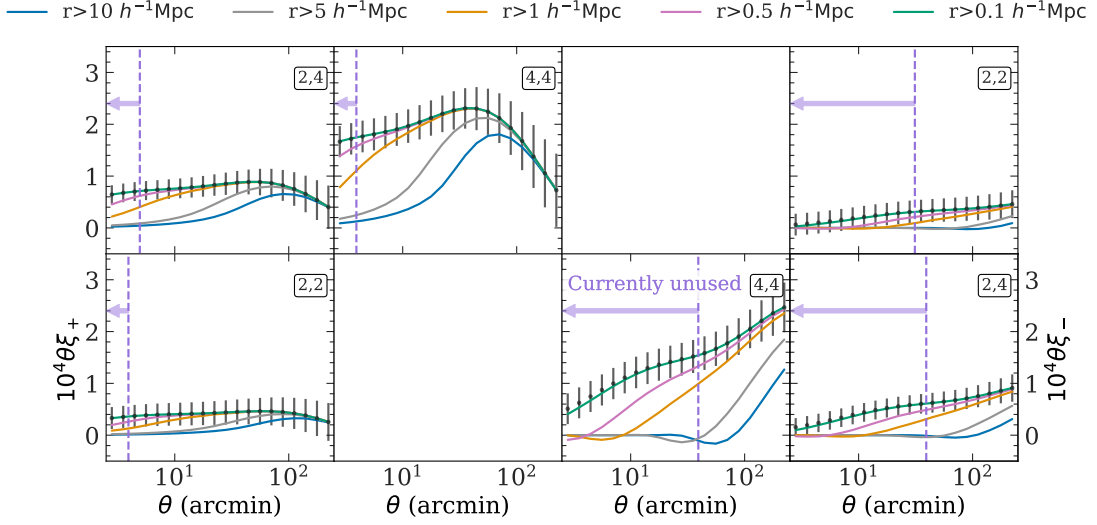 r>10 h⁻¹Mpc r>5 h⁻¹Mpc r>1 h⁻¹Mpc r>0.5 h⁻¹Mpc r>0.1 h⁻¹Mpc
3 2,4 4,4 2,2
2
1
0
3 2,2 Currently unused 4,4 2,4 3
2 2
1 1
0 0
10⁴θξ₊ 10⁴θξ₋
10¹ 10² 10¹ 10² 10¹ 10² 10¹ 10²
θ (arcmin) θ (arcmin) θ (arcmin) θ (arcmin)